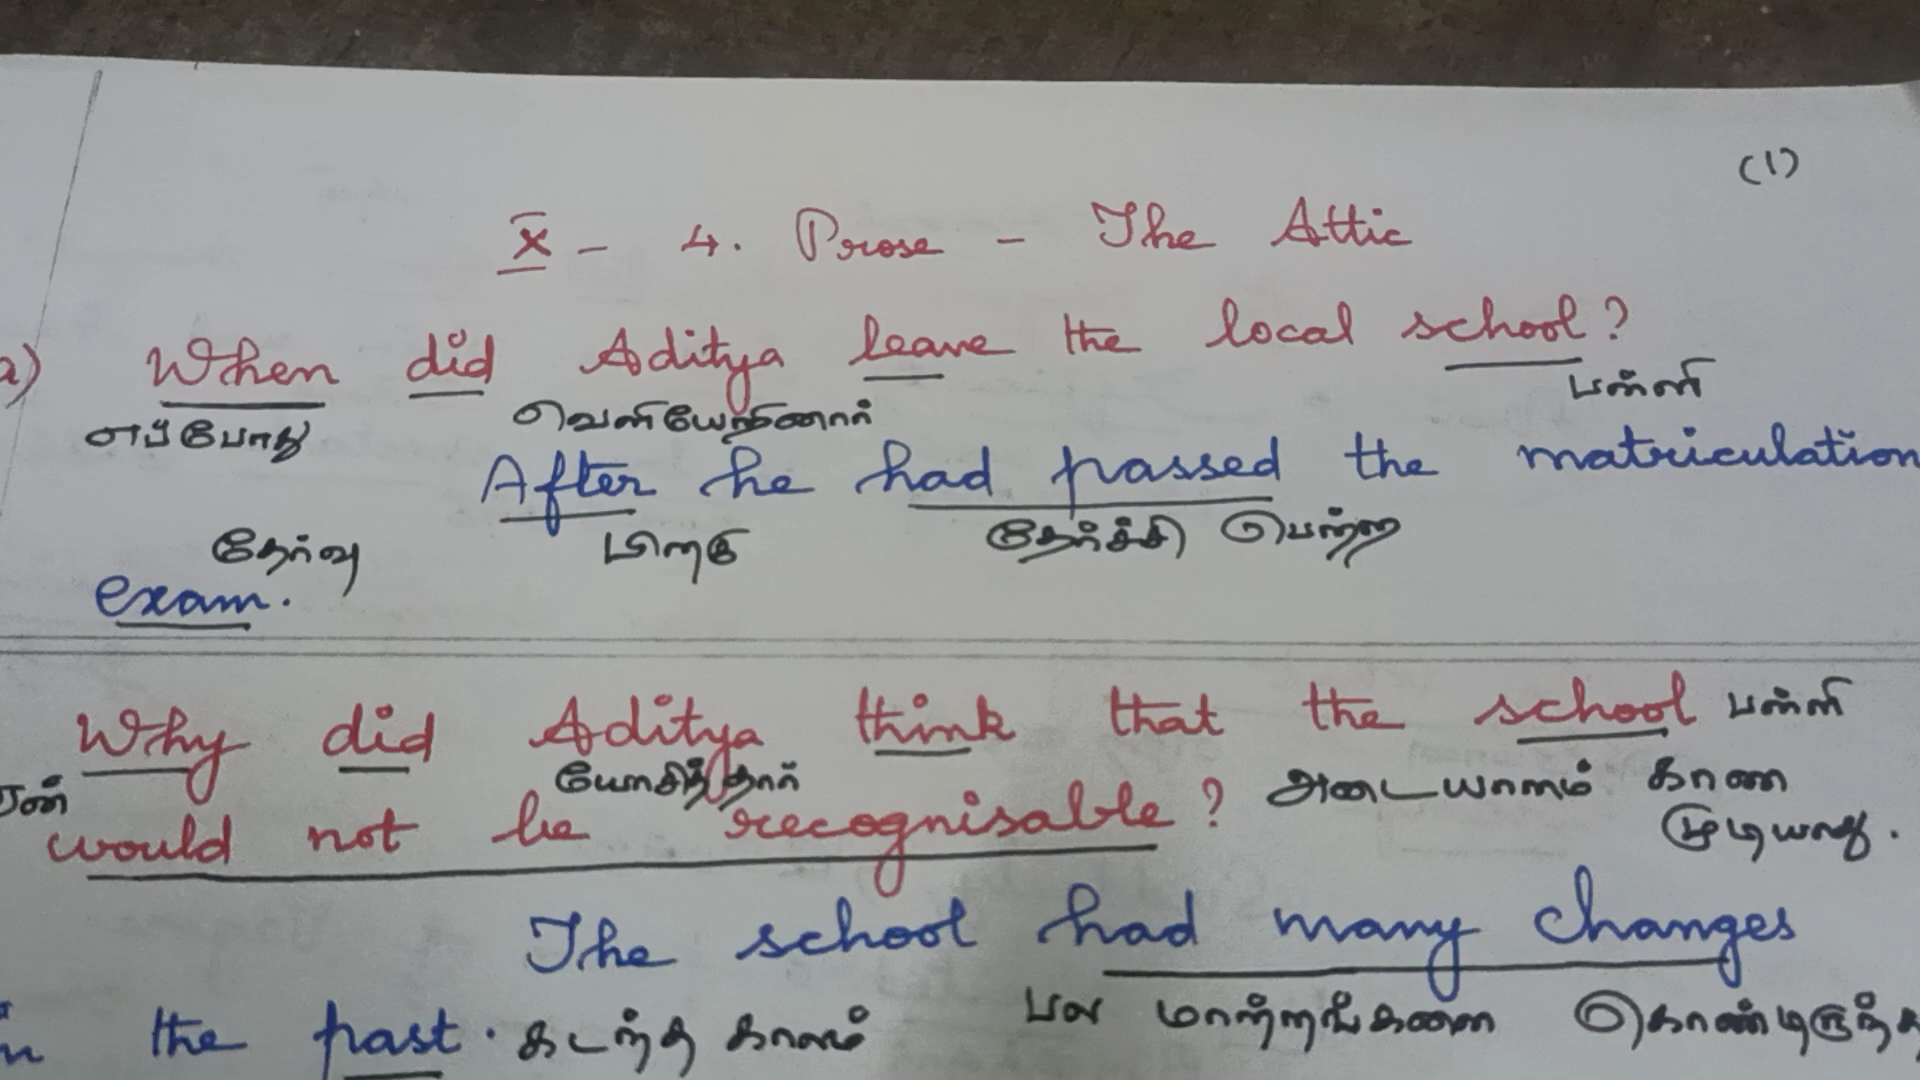 (1)
X - 4. Prose - The Attic
a) When did Aditya leave the local school?
எப்போது வெளியேறினார் பள்ளி
After he had passed the matriculation
தேர்வு பிறகு தேர்ச்சி பெற்ற
exam.
Why did Aditya think that the school பள்ளி
ஏன் யோசித்தார் அடையாளம் காண
would not be recognisable? முடியாது.
The school had many changes
பல மாற்றங்களை
in the past. கடந்த காலம்